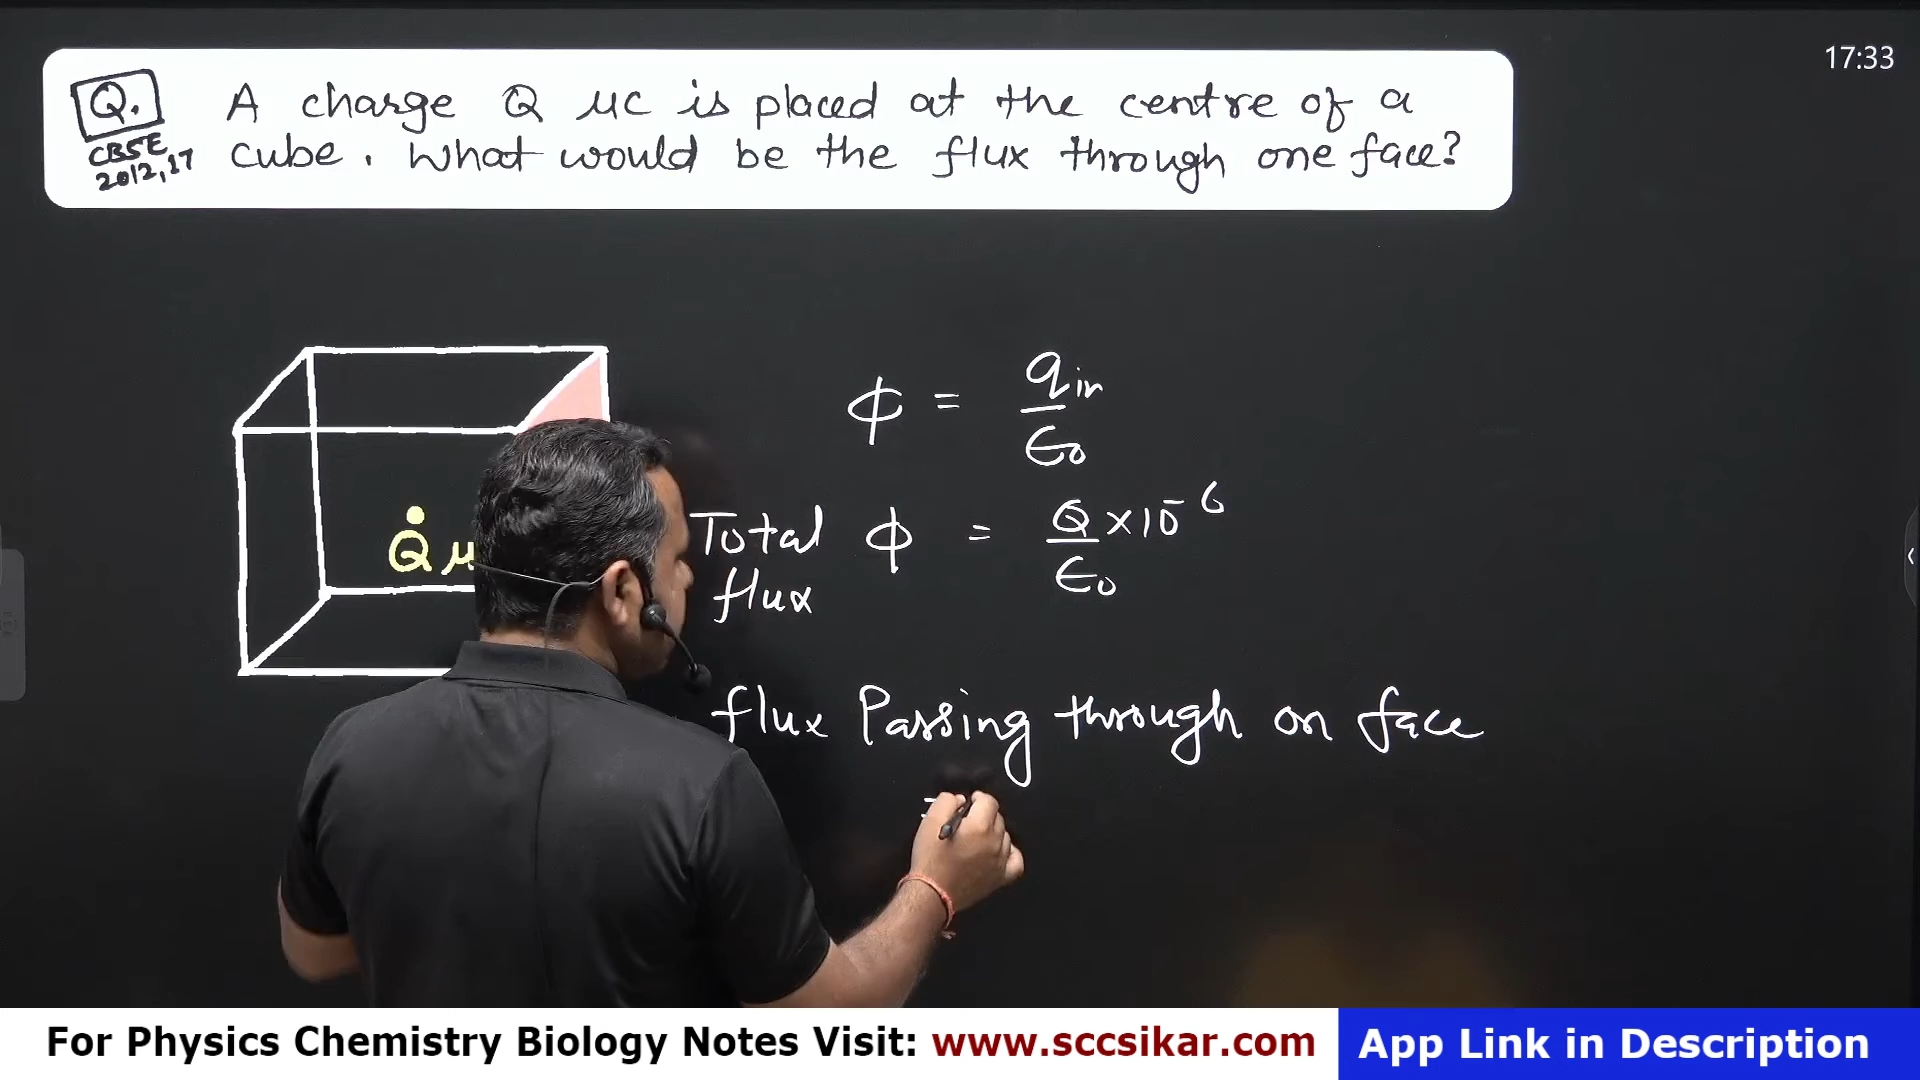 17:33
Q. A charge Q μC is placed at the centre of a
CBSE
2012,17
cube. What would be the flux through one face?
ϕ = qin/ϵ0
Q μ
Total ϕ = Q×10^-6/ϵ0
flux
flux Passing through on face
=
For Physics Chemistry Biology Notes Visit: www.sccsikar.com
App Link in Description